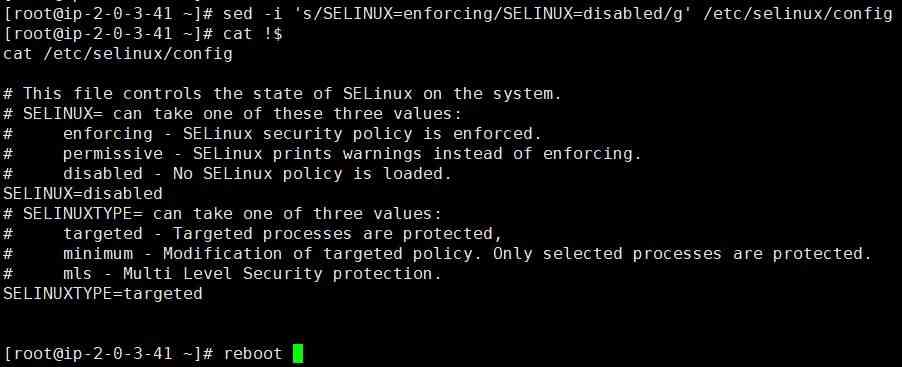 [root@ip-2-0-3-41 ~]# sed -i 's/SELINUX=enforcing/SELINUX=disabled/g' /etc/selinux/config
[root@ip-2-0-3-41 ~]# cat !$
cat /etc/selinux/config

# This file controls the state of SELinux on the system.
# SELINUX= can take one of these three values:
#     enforcing - SELinux security policy is enforced.
#     permissive - SELinux prints warnings instead of enforcing.
#     disabled - No SELinux policy is loaded.
SELINUX=disabled
# SELINUXTYPE= can take one of three values:
#     targeted - Targeted processes are protected,
#     minimum - Modification of targeted policy. Only selected processes are protected.
#     mls - Multi Level Security protection.
SELINUXTYPE=targeted

[root@ip-2-0-3-41 ~]# reboot